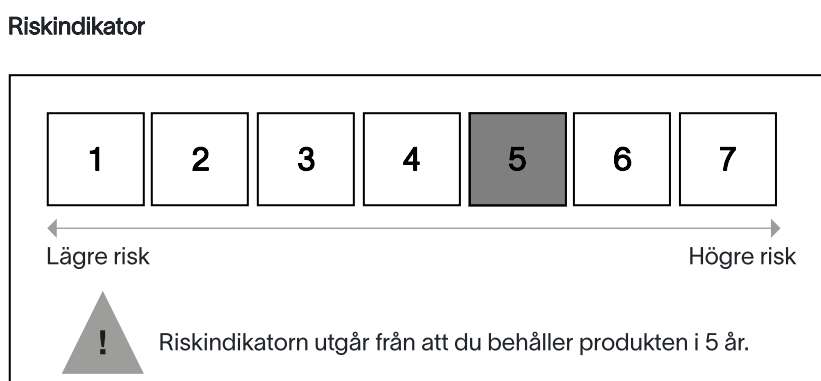 Riskindikator
1 2 3 4 5 6 7
Lägre risk Högre risk
! Riskindikatorn utgår från att du behåller produkten i 5 år.